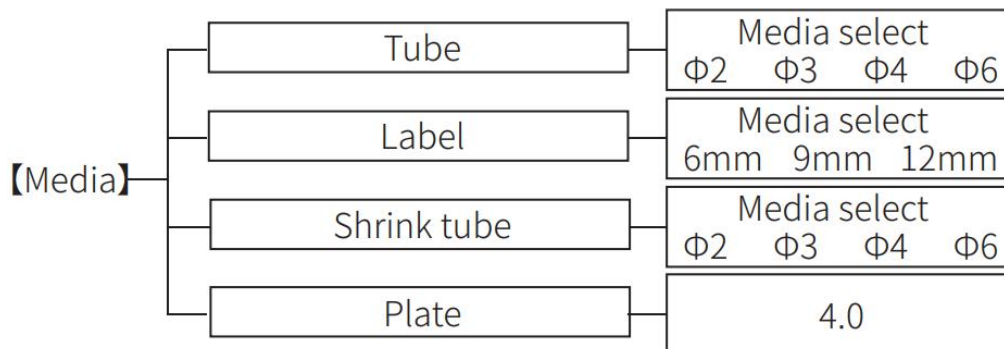 Tube
Media select
Φ2 Φ3 Φ4 Φ6
Label
Media select
6mm 9mm 12mm
【Media】
Shrink tube
Media select
Φ2 Φ3 Φ4 Φ6
Plate
4.0